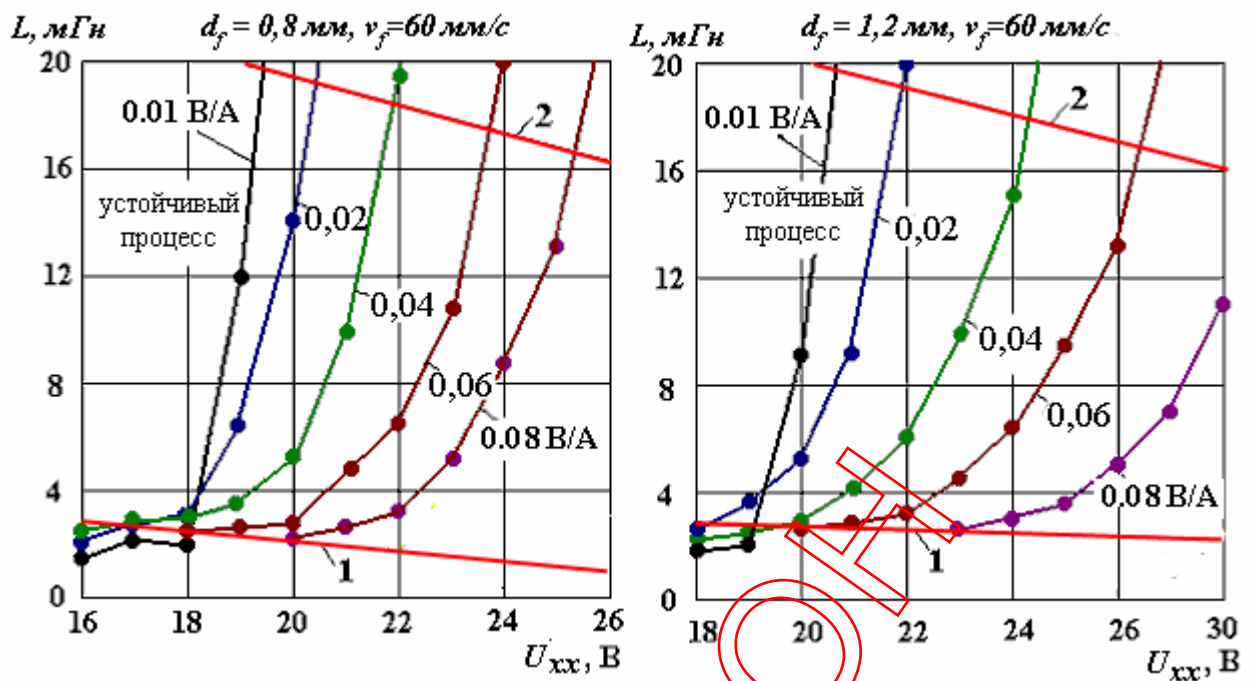 L, мГн
d_f = 0,8 мм, v_f=60 мм/с
20
16
12
8
4
0
0.01 В/А
2
устойчивый
процесс
0,02
0,04
0,06
0.08 В/А
1
16 18 20 22 24 26
U_xx, В
L, мГн
d_f = 1,2 мм, v_f=60 мм/с
20
16
12
8
4
0
0.01 В/А
2
устойчивый
процесс
0,02
0,04
0,06
0.08 В/А
1
18 20 22 24 26 30
U_xx, В